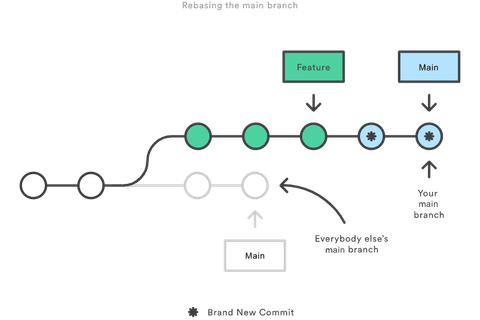 Rebasing the main branch
Feature
Main
Your
main
branch
Everybody else's
main branch
Main
Brand New Commit